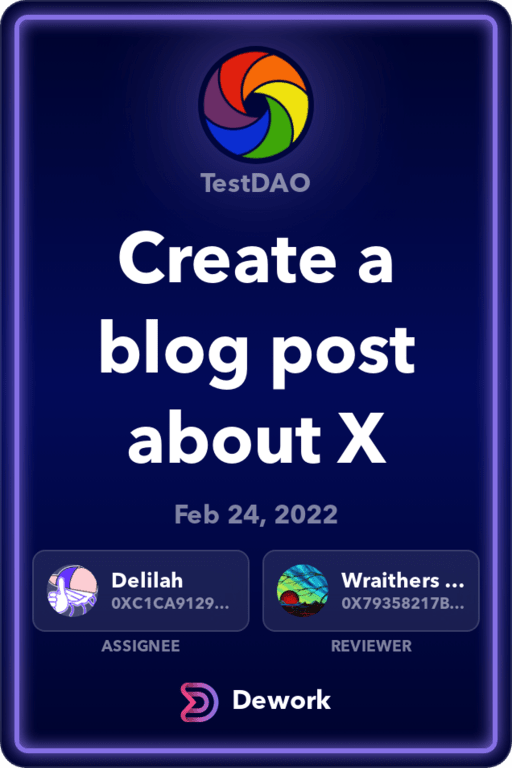 TestDAO
Create a
blog post
about X
Feb 24, 2022
Delilah
0XC1CA9129...
ASSIGNEE
Wraithers ...
0X79358217B...
REVIEWER
Dework